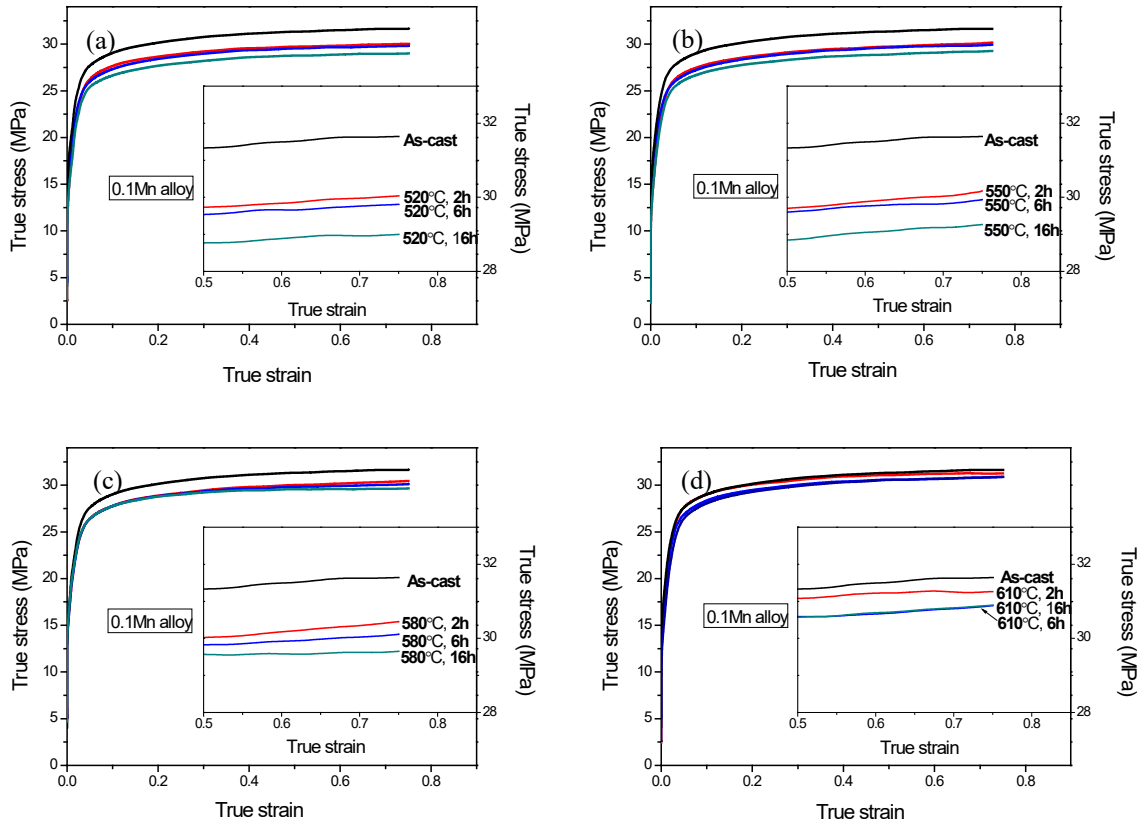 (a)
True stress (MPa)
30
25
20
15
10
5
0
0.0
0.2
0.4
0.6
0.8
True strain
0.1Mn alloy
As-cast
520°C, 2h
520°C, 6h
520°C, 16h
0.5
0.6
0.7
0.8
True strain
32
30
28
True stress (MPa)
(b)
True stress (MPa)
30
25
20
15
10
5
0
0.0
0.2
0.4
0.6
0.8
True strain
0.1Mn alloy
As-cast
550°C, 2h
550°C, 6h
550°C, 16h
0.5
0.6
0.7
0.8
True strain
32
30
28
True stress (MPa)
(c)
True stress (MPa)
30
25
20
15
10
5
0
0.0
0.2
0.4
0.6
0.8
True strain
0.1Mn alloy
As-cast
580°C, 2h
580°C, 6h
580°C, 16h
0.5
0.6
0.7
0.8
True strain
32
30
28
True stress (MPa)
(d)
True stress (MPa)
30
25
20
15
10
5
0
0.0
0.2
0.4
0.6
0.8
True strain
0.1Mn alloy
As-cast
610°C, 2h
610°C, 16h
610°C, 6h
0.5
0.6
0.7
0.8
True strain
32
30
28
True stress (MPa)